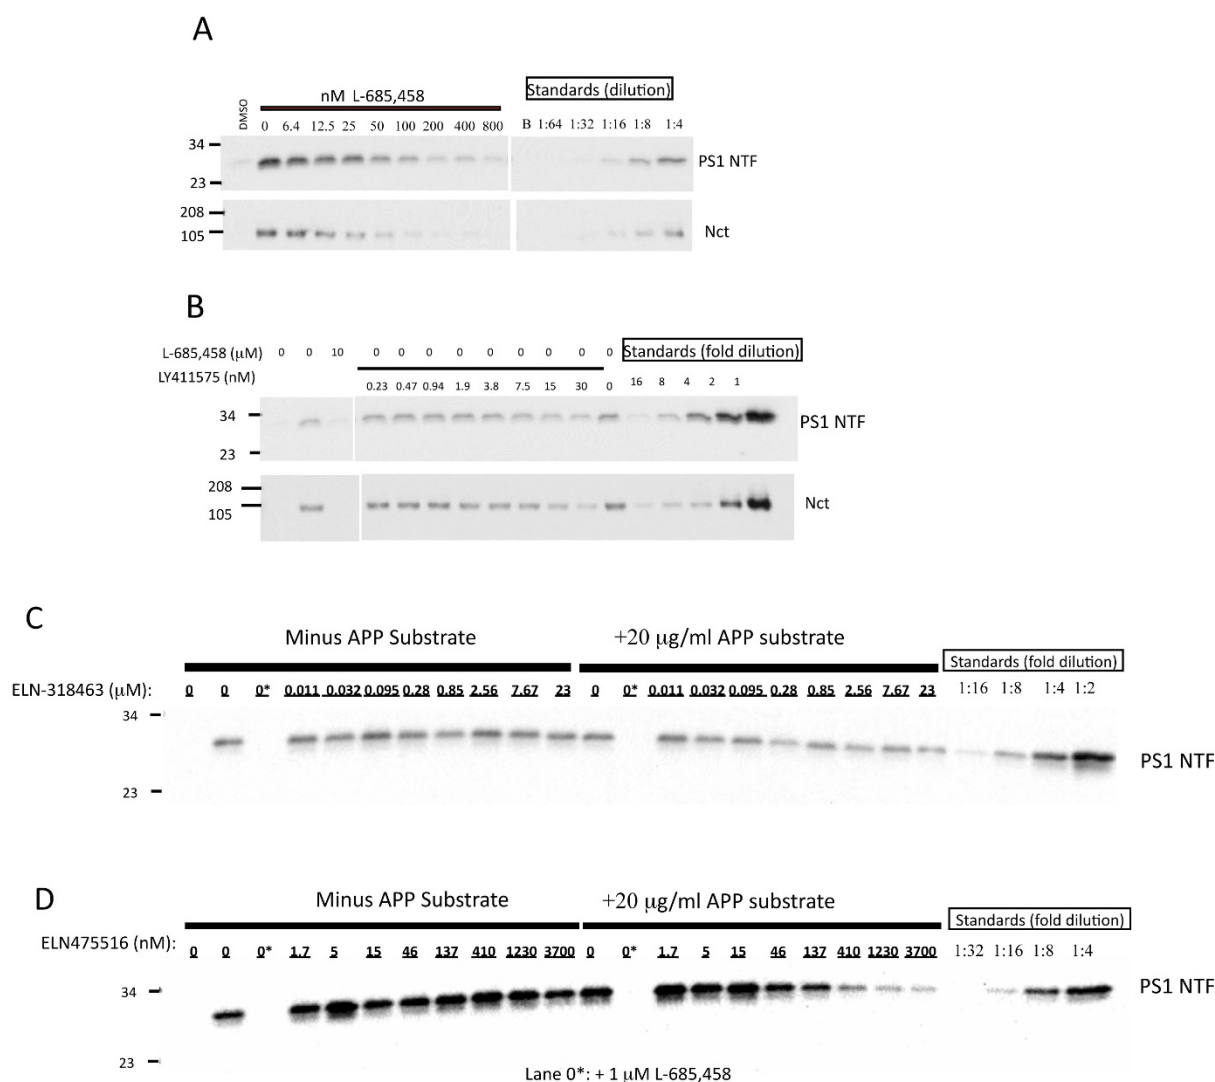 A
nM L-685,458
Standards (dilution)
DMSO 0 6.4 12.5 25 50 100 200 400 800 B 1:64 1:32 1:16 1:8 1:4
34
PS1 NTF
23
208
105
Nct
B
L-685,458 (μM) 0 0 10 0 0 0 0 0 0 0 0 0 Standards (fold dilution)
LY411575 (nM) 0.23 0.47 0.94 1.9 3.8 7.5 15 30 0 16 8 4 2 1
34
PS1 NTF
23
208
105
Nct
C
Minus APP Substrate +20 μg/ml APP substrate
Standards (fold dilution)
ELN-318463 (μM): 0 0 0* 0.011 0.032 0.095 0.28 0.85 2.56 7.67 23 0 0* 0.011 0.032 0.095 0.28 0.85 2.56 7.67 23 1:16 1:8 1:4 1:2
34
PS1 NTF
23
D
Minus APP Substrate +20 μg/ml APP substrate
Standards (fold dilution)
ELN475516 (nM): 0 0 0* 1.7 5 15 46 137 410 1230 3700 0 0* 1.7 5 15 46 137 410 1230 3700 1:32 1:16 1:8 1:4
34
PS1 NTF
23
Lane 0*: + 1 μM L-685,458